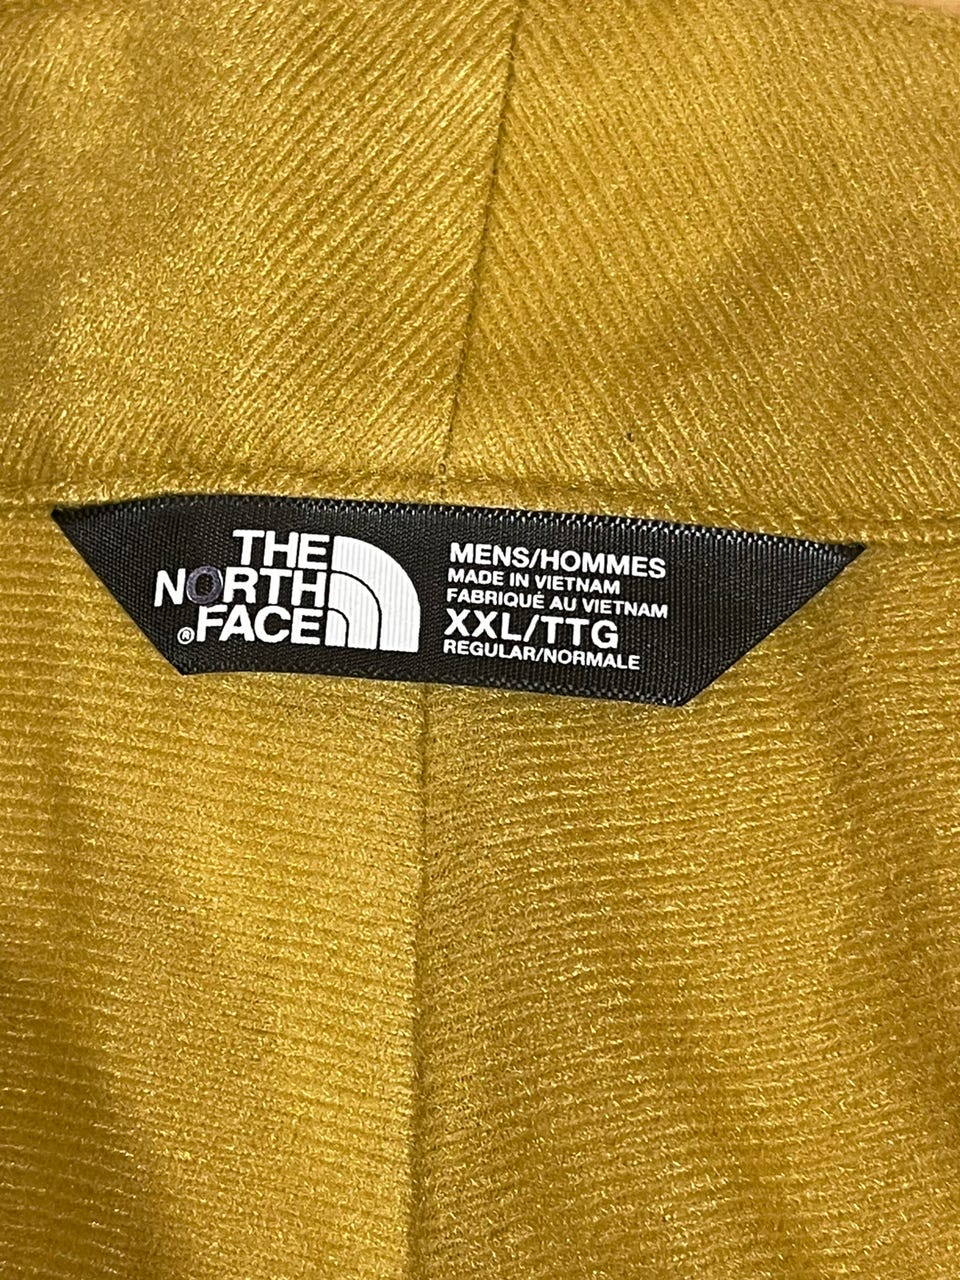 THE
NORTH
FACE
®
MENS/HOMMES
MADE IN VIETNAM
FABRIQUÉ AU VIETNAM
XXL/TTG
REGULAR/NORMALE